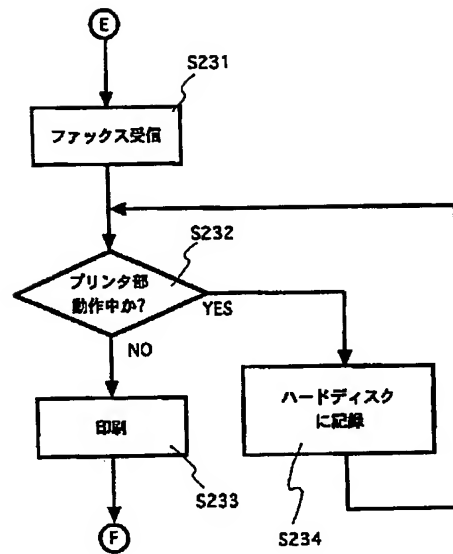 E
S231
ファックス受信
S232
プリンタ部
動作中か?
YES
NO
ハードディスク
に記録
印刷
S233
S234
F